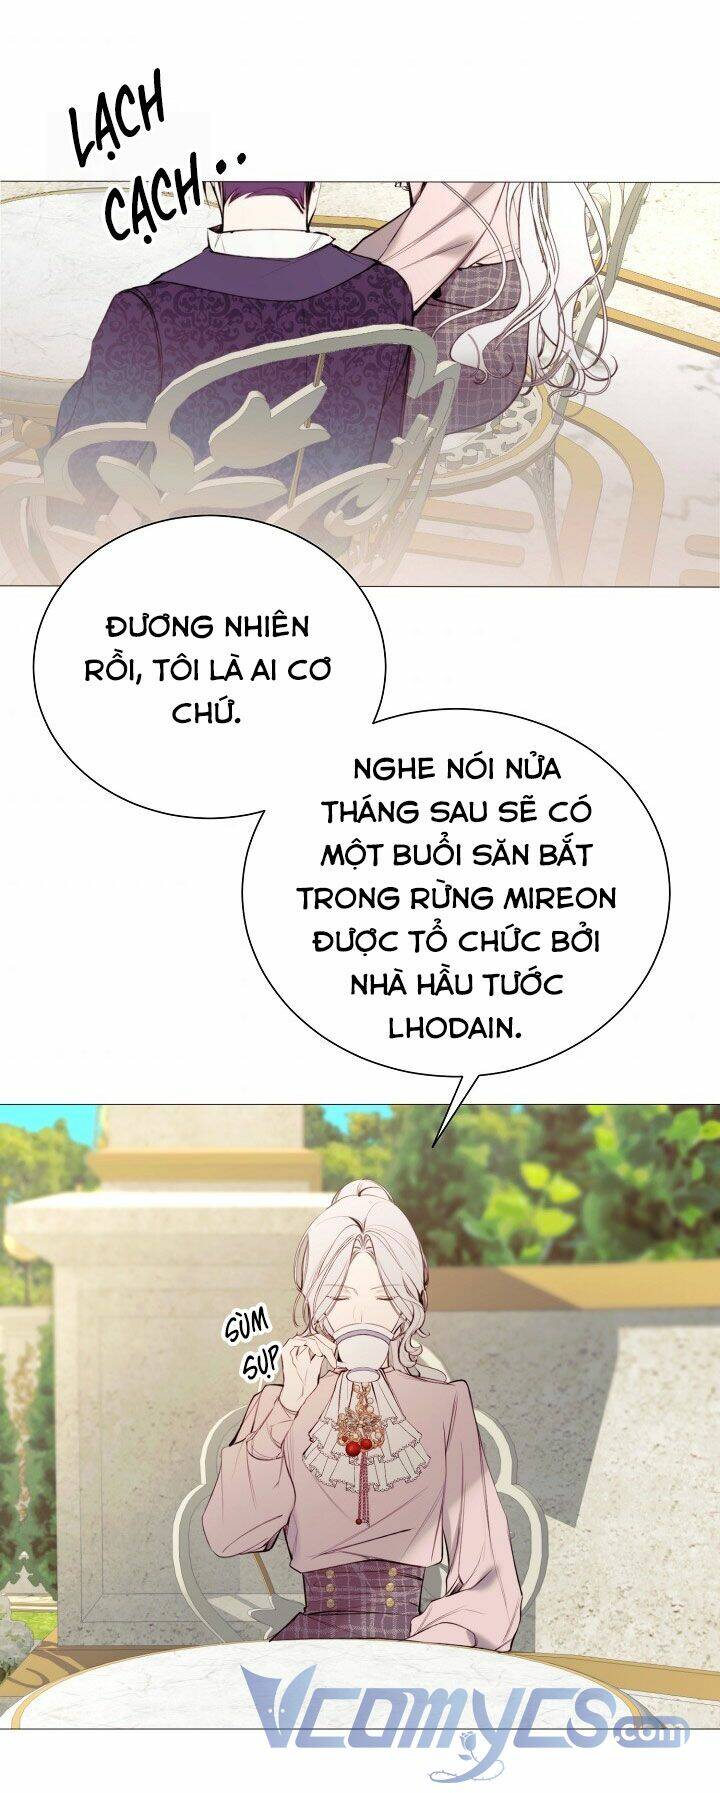 LẠCH
CẠCH..
ĐƯƠNG NHIÊN
RỒI, TÔI LÀ AI CƠ
CHỨ.
NGHE NÓI NỬA
THÁNG SAU SẼ CÓ
MỘT BUỔI SĂN BẮT
TRONG RỪNG MIREON
ĐƯỢC TỔ CHỨC BỞI
NHÀ HẦU TƯỚC
LHODAIN.
SÙM
SỤP
VCOMYCS.com